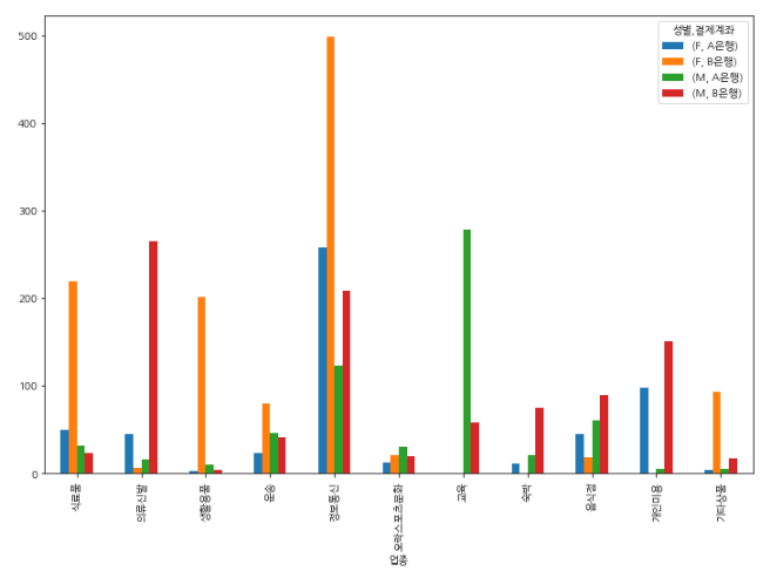 성별,결제계좌
(F, A은행)
(F, B은행)
(M, A은행)
(M, B은행)
500
400
300
200
100
0
식료품
의류신발
생활용품
운송
정보통신
오락스포츠문화
교육
숙박
음식점
개인미용
기타상품